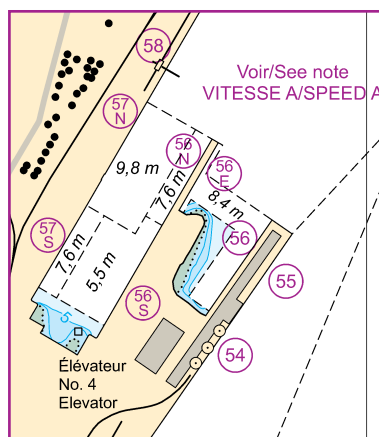 58
Voir/See note
VITESSE A/SPEED A
57
N
56
N
9,8 m
7,6 m
56
E
8,4 m
57
S
7,6 m
5,5 m
56
56
S
55
5
54
Élévateur
No. 4
Elevator